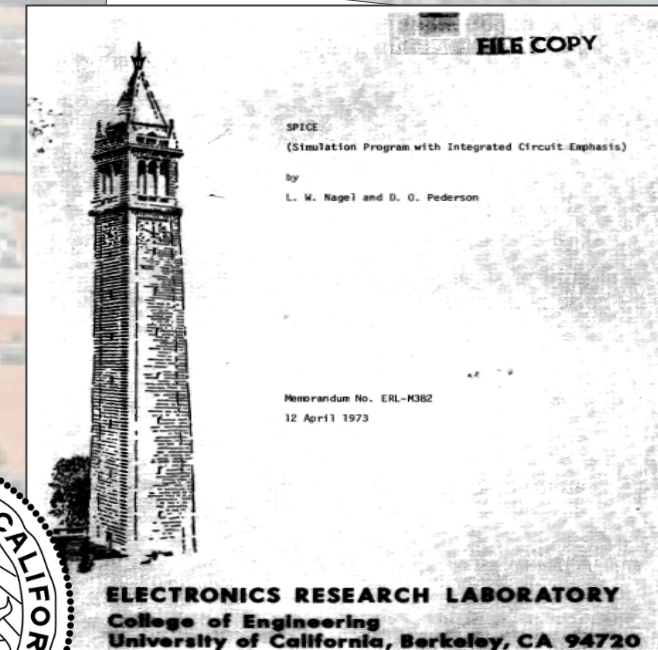 FILE COPY
SPICE
(Simulation Program with Integrated Circuit Emphasis)
by
L. W. Nagel and D. O. Pederson
Memorandum No. ERL-M382
12 April 1973
CALIFOR
ELECTRONICS RESEARCH LABORATORY
College of Engineering
University of California, Berkeley, CA 94720